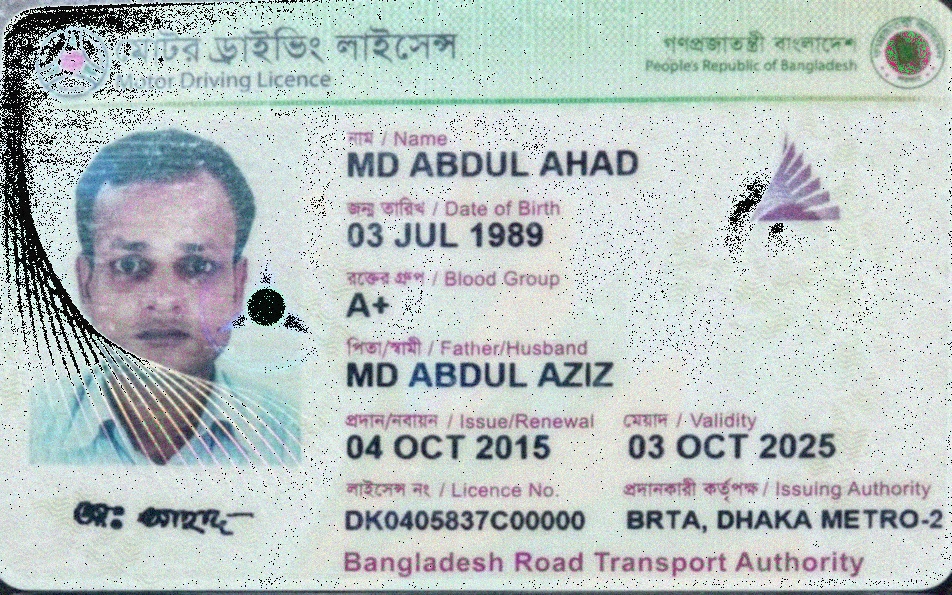 মোটর ড্রাইভিং লাইসেন্স
Motor Driving Licence
গণপ্রজাতন্ত্রী বাংলাদেশ
People's Republic of Bangladesh
নাম / Name
MD ABDUL AHAD
জন্ম তারিখ / Date of Birth
03 JUL 1989
রক্তের গ্রুপ / Blood Group
A+
পিতা/স্বামী / Father/Husband
MD ABDUL AZIZ
প্রদান/নবায়ন / Issue/Renewal
04 OCT 2015
মেয়াদ / Validity
03 OCT 2025
লাইসেন্স নং / Licence No.
DK0405837C00000
প্রদানকারী কর্তৃপক্ষ / Issuing Authority
BRTA, DHAKA METRO-2
মোঃ আহাদ
Bangladesh Road Transport Authority